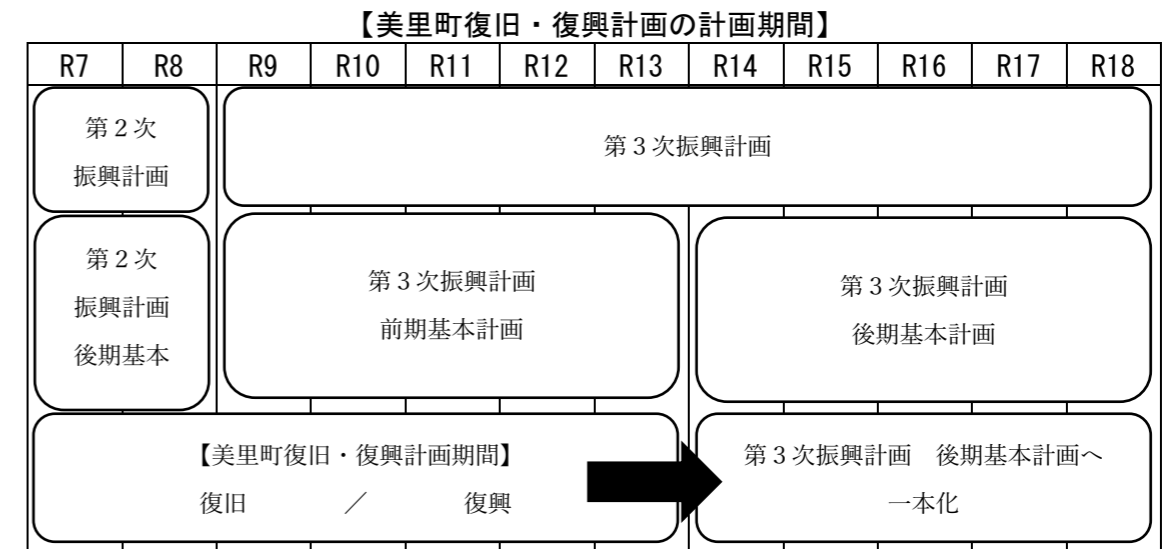 【美里町復旧・復興計画の計画期間】
R7 R8 R9 R10 R11 R12 R13 R14 R15 R16 R17 R18
第２次
振興計画
第３次振興計画
第２次
振興計画
後期基本
第３次振興計画
前期基本計画
第３次振興計画
後期基本計画
【美里町復旧・復興計画期間】
復旧　　　／　　　復興
第３次振興計画　後期基本計画へ
一本化